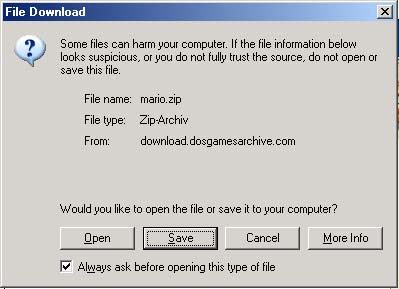 File Download
Some files can harm your computer. If the file information below
looks suspicious, or you do not fully trust the source, do not open or
save this file.
File name: mario.zip
File type: Zip-Archiv
From: download.dosgamesarchive.com
Would you like to open the file or save it to your computer?
Open Save Cancel More Info
Always ask before opening this type of file